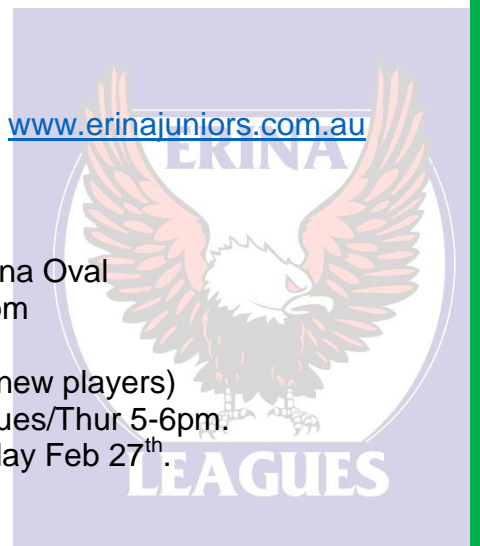 www.erinajuniors.com.au
ERINA
na Oval
om
new players)
ues/Thur 5-6pm.
lay Feb 27th.
LEAGUES